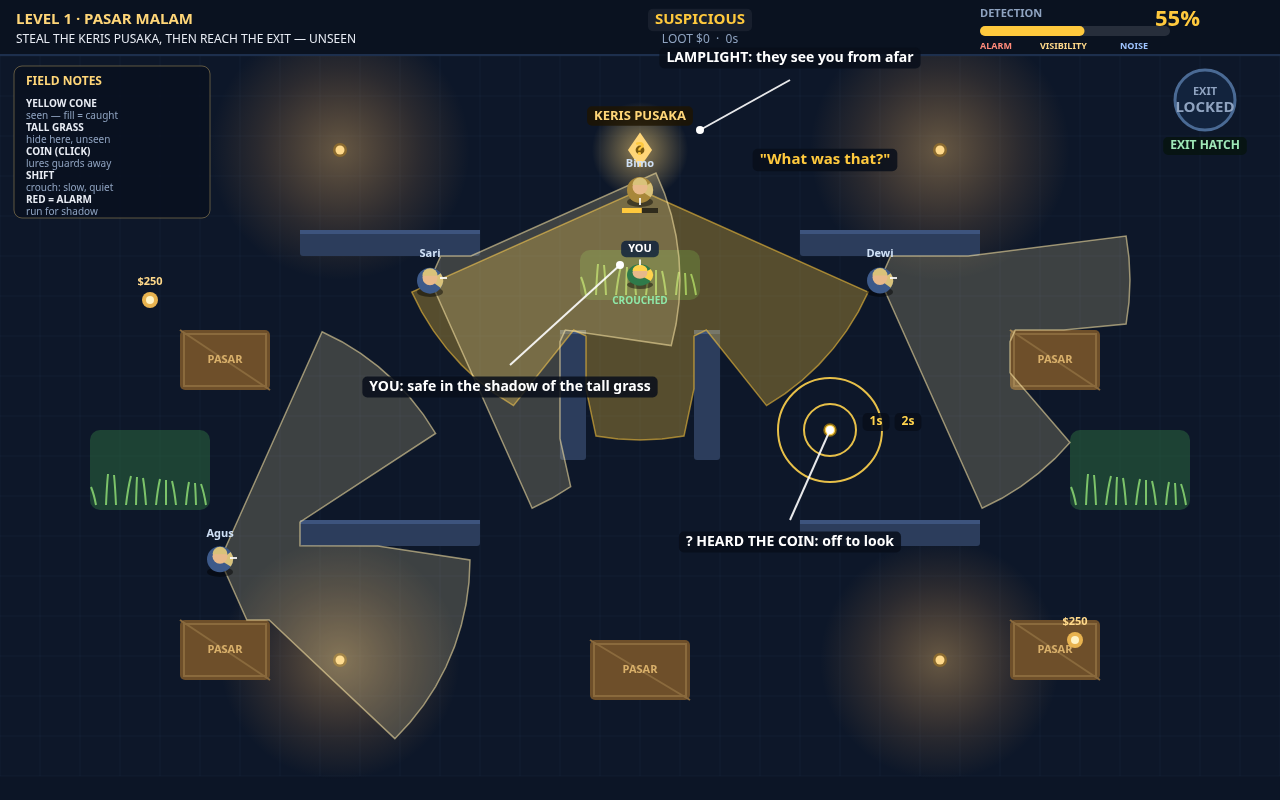 LEVEL 1 · PASAR MALAM
STEAL THE KERIS PUSAKA, THEN REACH THE EXIT — UNSEEN
SUSPICIOUS
LOOT $0 · 0s
DETECTION
55%
ALARM
VISIBILITY
NOISE
LAMPLIGHT: they see you from afar
FIELD NOTES
YELLOW CONE
seen — fill = caught
TALL GRASS
hide here, unseen
COIN (CLICK)
lures guards away
SHIFT
crouch: slow, quiet
RED = ALARM
run for shadow
EXIT
LOCKED
EXIT HATCH
KERIS PUSAKA
Bimo
"What was that?"
YOU
Sari
Dewi
$250
CROUCHED
PASAR
PASAR
YOU: safe in the shadow of the tall grass
1s
2s
Agus
? HEARD THE COIN: off to look
$250
PASAR
PASAR
PASAR